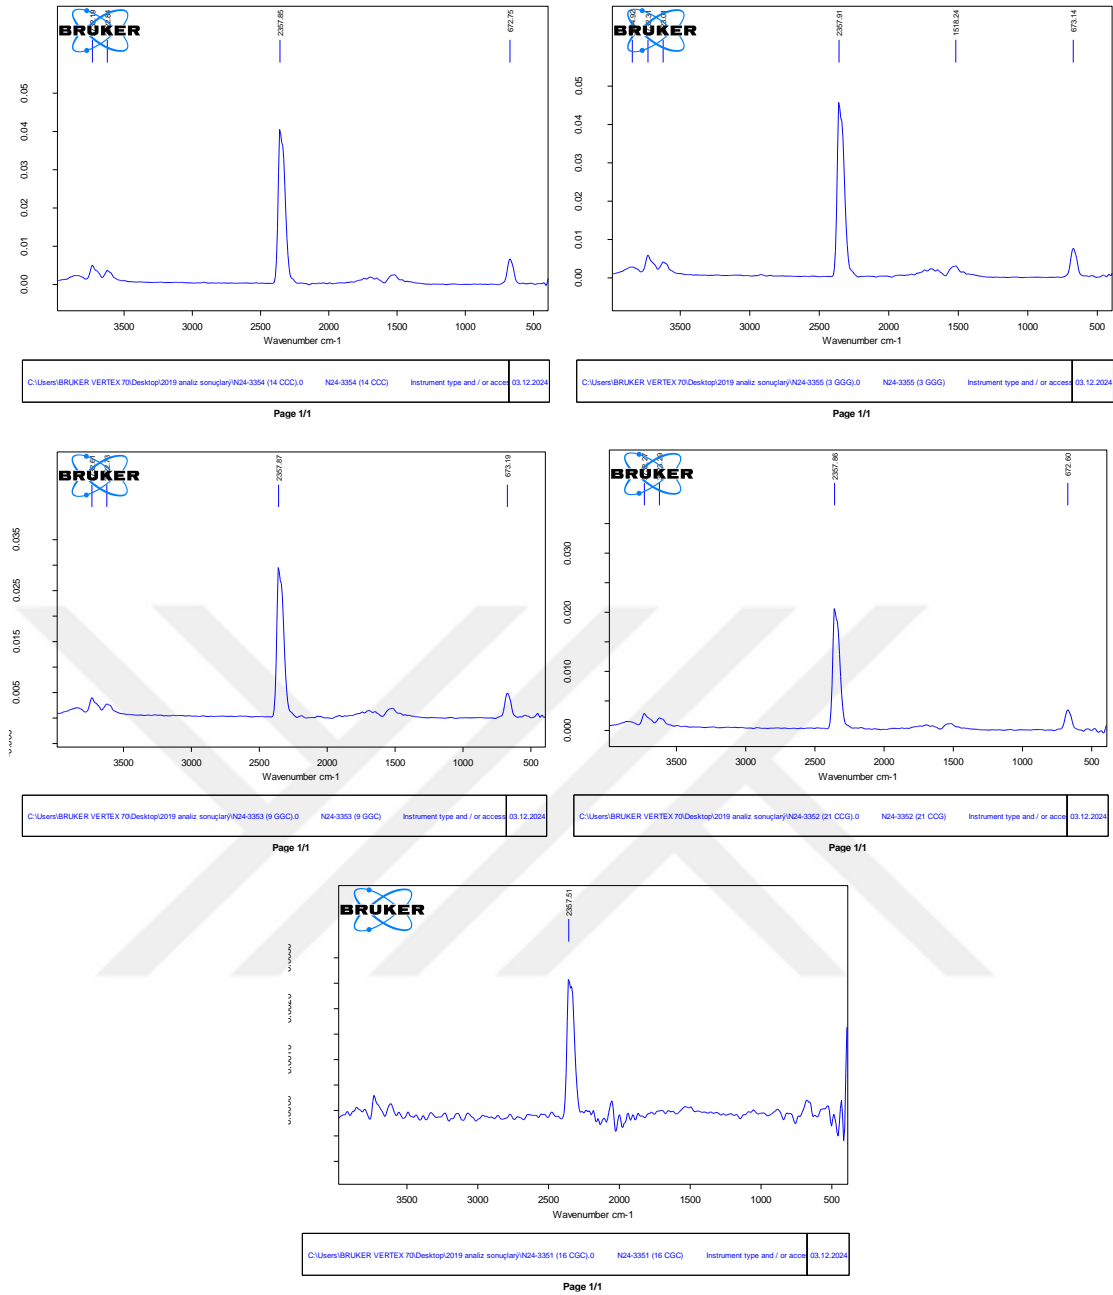 BRUKER
2357.85
672.75
0.05
0.04
0.03
0.02
0.01
0.00
3500 3000 2500 2000 1500 1000 500
Wavenumber cm-1
C:\Users\BRUKER VERTEX 70\Desktop\2019 analiz sonuçlarý\N24-3354 (14 CCC).0 N24-3354 (14 CCC) Instrument type and / or acces 03.12.2024
Page 1/1
BRUKER
2357.91
1518.24
673.14
0.05
0.04
0.03
0.02
0.01
0.00
3500 3000 2500 2000 1500 1000 500
Wavenumber cm-1
C:\Users\BRUKER VERTEX 70\Desktop\2019 analiz sonuçlarý\N24-3355 (3 GGG).0 N24-3355 (3 GGG) Instrument type and / or acces 03.12.2024
Page 1/1
BRUKER
2357.87
673.19
0.035
0.025
0.015
0.005
3500 3000 2500 2000 1500 1000 500
Wavenumber cm-1
C:\Users\BRUKER VERTEX 70\Desktop\2019 analiz sonuçlarý\N24-3353 (9 GGC).0 N24-3353 (9 GGC) Instrument type and / or access 03.12.2024
Page 1/1
BRUKER
2357.86
672.60
0.030
0.020
0.010
0.000
3500 3000 2500 2000 1500 1000 500
Wavenumber cm-1
C:\Users\BRUKER VERTEX 70\Desktop\2019 analiz sonuçlarý\N24-3352 (21 CCG).0 N24-3352 (21 CCG) Instrument type and / or acce 03.12.2024
Page 1/1
BRUKER
2357.51
3500 3000 2500 2000 1500 1000 500
Wavenumber cm-1
C:\Users\BRUKER VERTEX 70\Desktop\2019 analiz sonuçlarý\N24-3351 (16 CGC).0 N24-3351 (16 CGC) Instrument type and / or acce 03.12.2024
Page 1/1